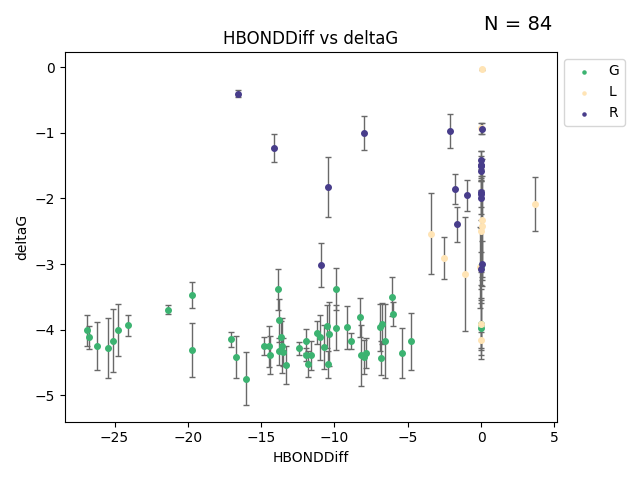 N = 84
HBONDDiff vs deltaG
G
L
R
deltaG
0
−1
−2
−3
−4
−5
−25
−20
−15
−10
−5
0
5
HBONDDiff